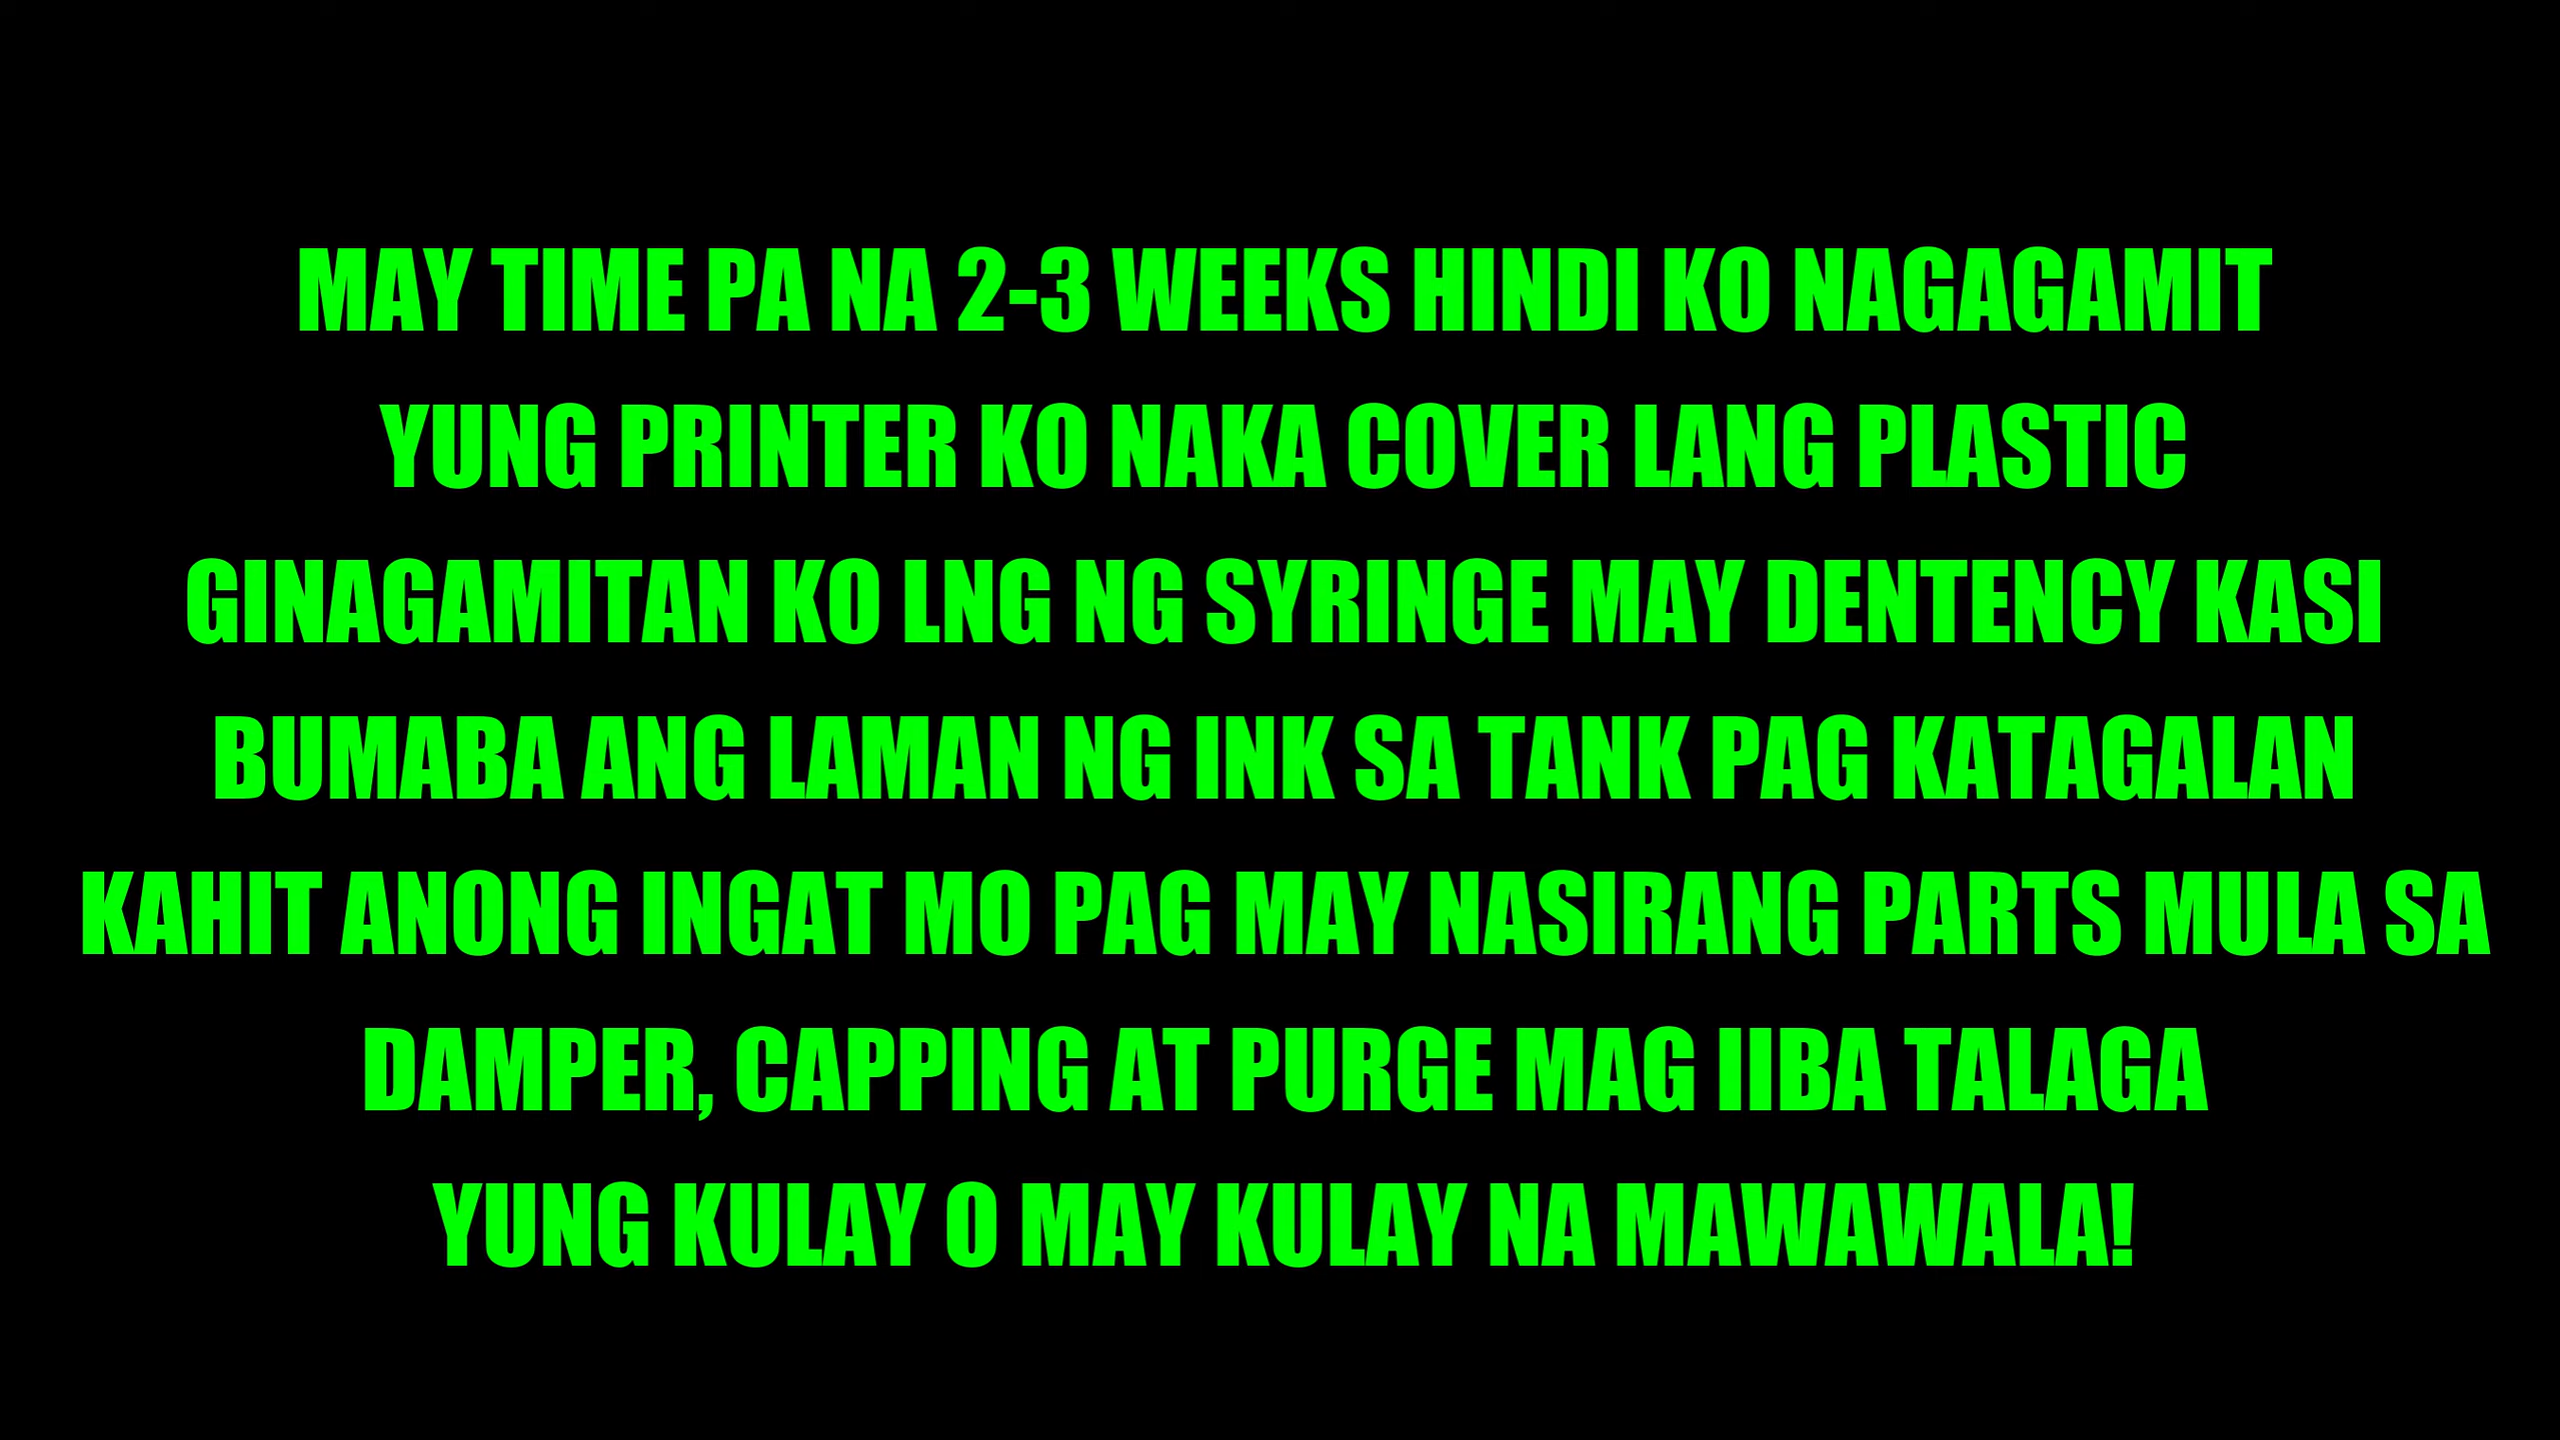 MAY TIME PA NA 2-3 WEEKS HINDI KO NAGAGAMIT
YUNG PRINTER KO NAKA COVER LANG PLASTIC
GINAGAMITAN KO LNG NG SYRINGE MAY DENTENCY KASI
BUMABA ANG LAMAN NG INK SA TANK PAG KATAGALAN
KAHIT ANONG INGAT MO PAG MAY NASIRANG PARTS MULA SA
DAMPER, CAPPING AT PURGE MAG IIBA TALAGA
YUNG KULAY O MAY KULAY NA MAWAWALA!